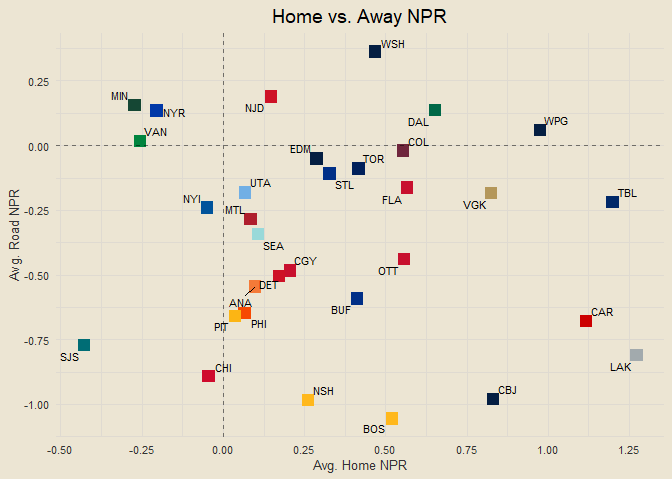 Home vs. Away NPR
WSH
0.25
MIN
NYR
NJD
DAL
WPG
VAN
0.00
COL
EDM
TOR
STL
UTA
FLA
VGK
TBL
NYI
MTL
-0.25
SEA
CGY
OTT
DET
-0.50
ANA
BUF
CAR
PIT
PHI
-0.75
SJS
CHI
LAK
NSH
CBJ
-1.00
BOS
Avg. Road NPR
-0.50
-0.25
0.00
0.25
0.50
0.75
1.00
1.25
Avg. Home NPR